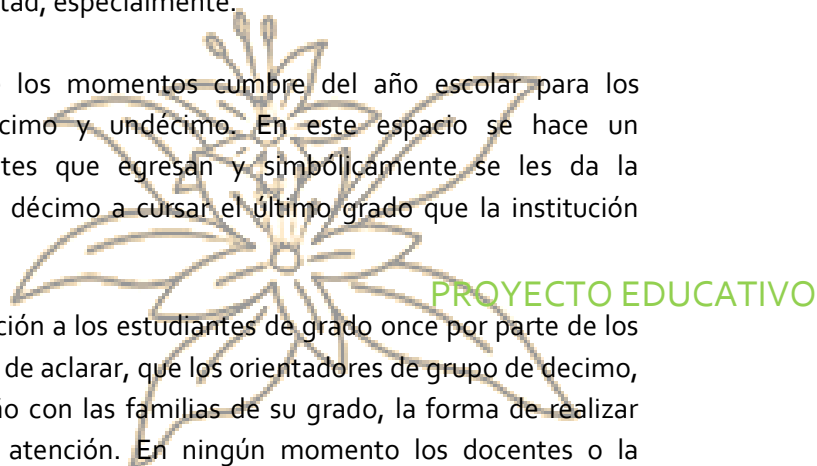 tad, especialmente.
los momentos cumbre del año escolar para los
cimo y undécimo. En este espacio se hace un
tes que egresan y simbólicamente se les da la
décimo a cursar el último grado que la institución
PROYECTO EDUCATIVO
ción a los estudiantes de grado once por parte de los
de aclarar, que los orientadores de grupo de decimo,
ño con las familias de su grado, la forma de realizar
atención. En ningún momento los docentes o la